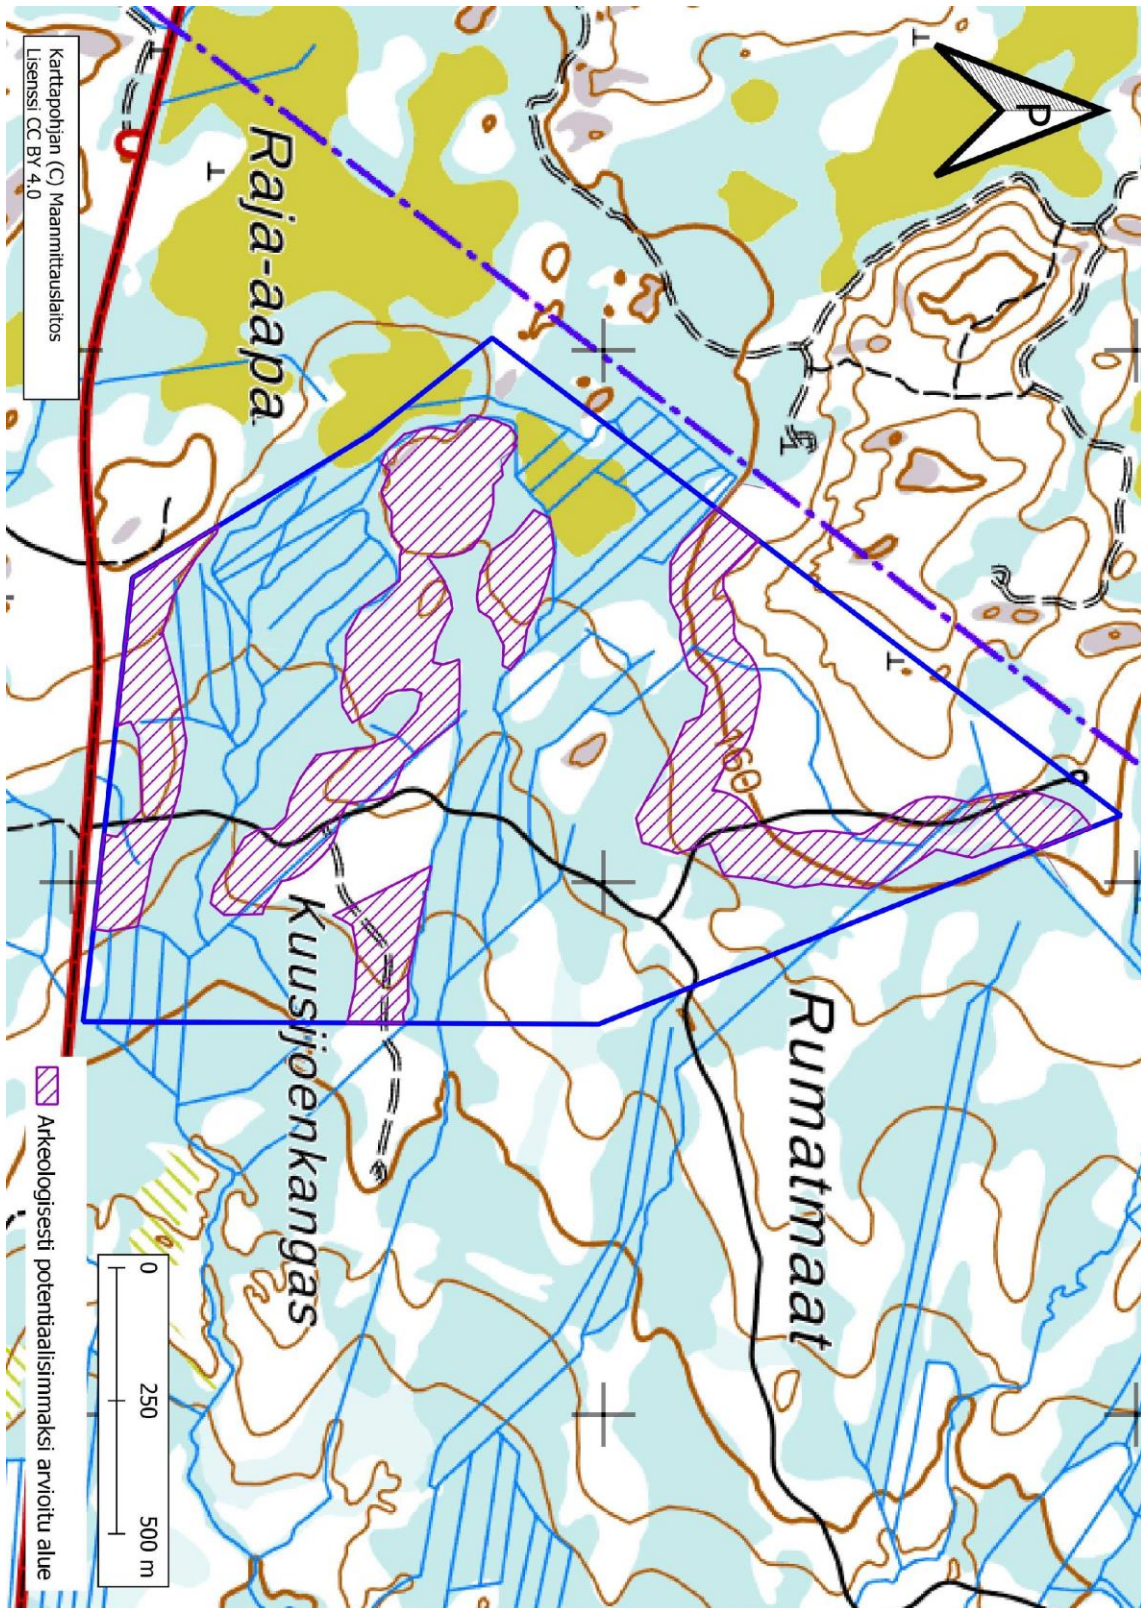 P
T
T
T
T
I
Raja-aapa
160
Rumatmaat
Kuusijoenkangas
Karttapohjan (C) Maanmittauslaitos
Lisenssi CC BY 4.0
0 250 500 m
Arkeologisesti potentiaalisimmaksi arvioitu alue